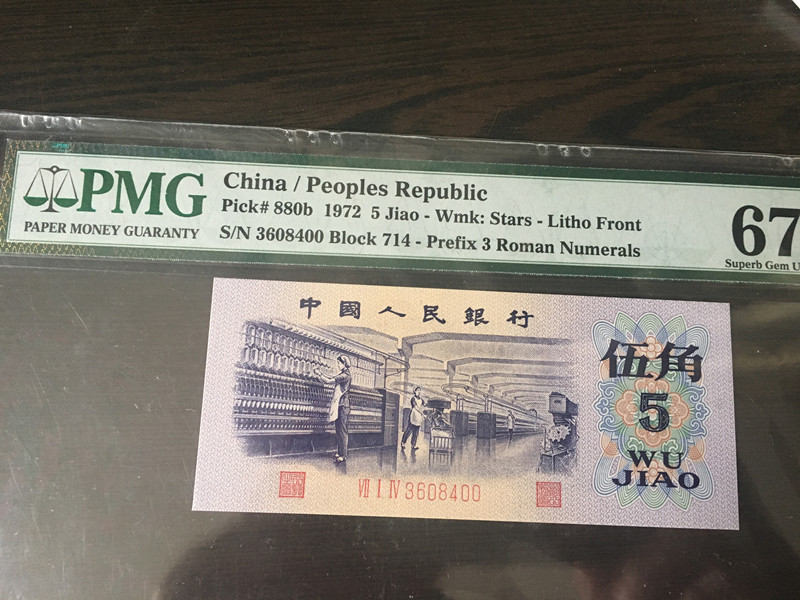 PMG
PAPER MONEY GUARANTY
China / Peoples Republic
Pick# 880b 1972 5 Jiao - Wmk: Stars - Litho Front
S/N 3608400 Block 714 - Prefix 3 Roman Numerals
67
Superb Gem U
中國人民銀行
伍角
5
WU
JIAO
VII I IV 3608400